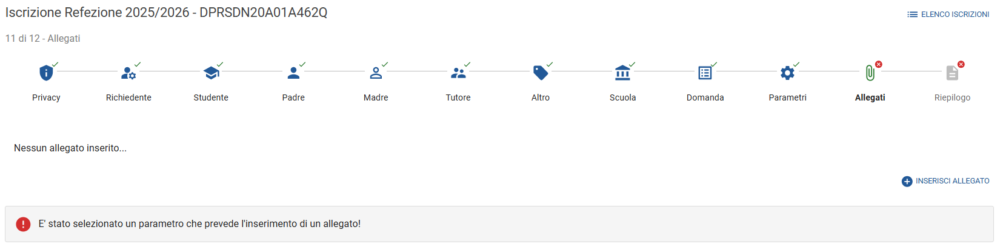 Iscrizione Refezione 2025/2026 - DPRSDN20A01A462Q
ELENCO ISCRIZIONI
11 di 12 - Allegati
Privacy
Richiedente
Studente
Padre
Madre
Tutore
Altro
Scuola
Domanda
Parametri
Allegati
Riepilogo
Nessun allegato inserito...
INSERISCI ALLEGATO
E' stato selezionato un parametro che prevede l'inserimento di un allegato!